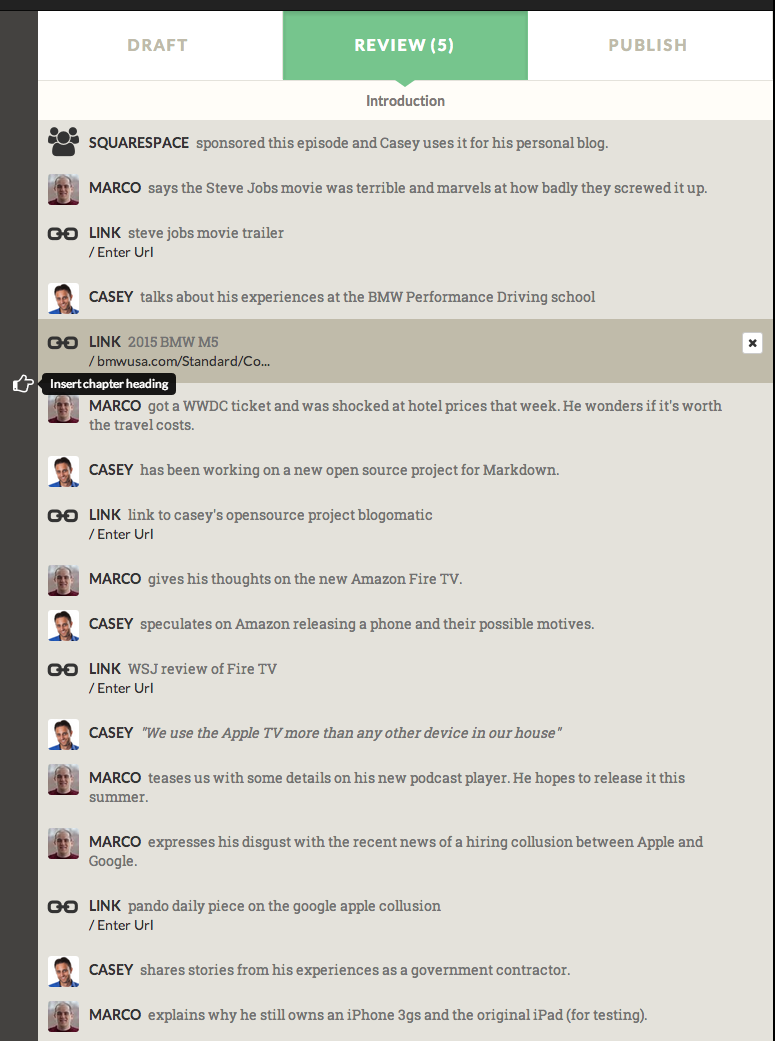 DRAFT REVIEW (5) PUBLISH
Introduction
SQUARESPACE sponsored this episode and Casey uses it for his personal blog.
MARCO says the Steve Jobs movie was terrible and marvels at how badly they screwed it up.
LINK steve jobs movie trailer
/ Enter Url
CASEY talks about his experiences at the BMW Performance Driving school
LINK 2015 BMW M5
/ bmwusa.com/Standard/Co...
Insert chapter heading
MARCO got a WWDC ticket and was shocked at hotel prices that week. He wonders if it's worth
the travel costs.
CASEY has been working on a new open source project for Markdown.
LINK link to casey's opensource project blogomatic
/ Enter Url
MARCO gives his thoughts on the new Amazon Fire TV.
CASEY speculates on Amazon releasing a phone and their possible motives.
LINK WSJ review of Fire TV
/ Enter Url
CASEY "We use the Apple TV more than any other device in our house"
MARCO teases us with some details on his new podcast player. He hopes to release it this
summer.
MARCO expresses his disgust with the recent news of a hiring collusion between Apple and
Google.
LINK pando daily piece on the google apple collusion
/ Enter Url
CASEY shares stories from his experiences as a government contractor.
MARCO explains why he still owns an iPhone 3gs and the original iPad (for testing).